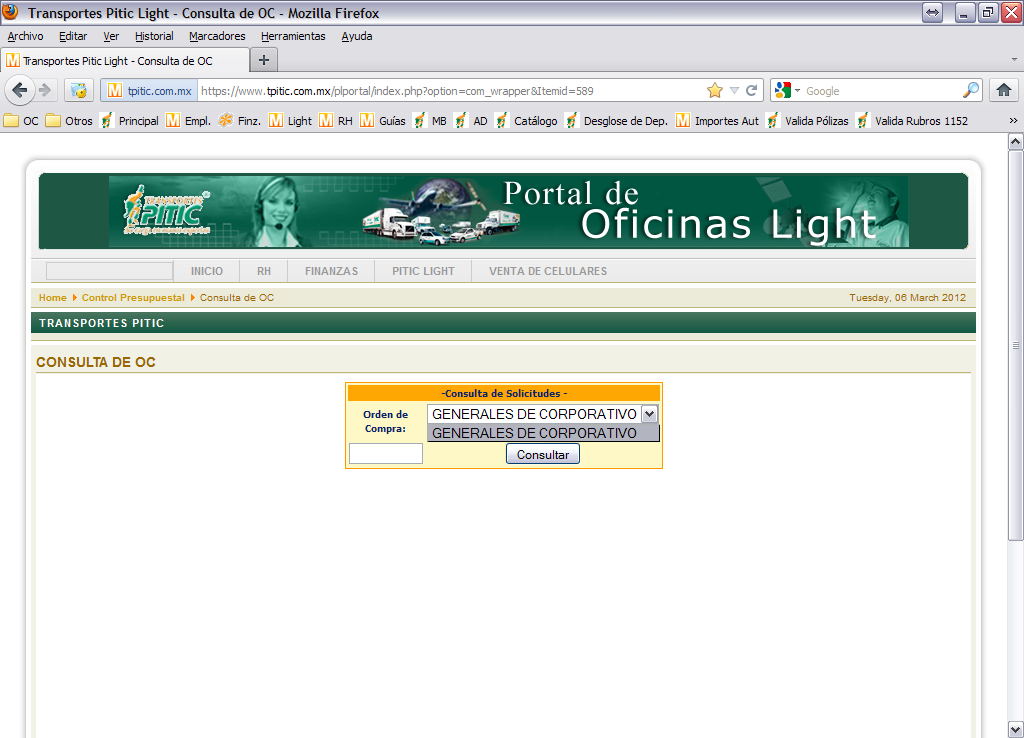 Transportes Pitic Light - Consulta de OC - Mozilla Firefox
Archivo Editar Ver Historial Marcadores Herramientas Ayuda
Transportes Pitic Light - Consulta de OC
tpitic.com.mx https://www.tpitic.com.mx/plportal/index.php?option=com_wrapper&Itemid=589 Google
OC Otros Principal Empl. Finz. Light RH Guías MB AD Catálogo Desglose de Dep. Importes Aut Valida Pólizas Valida Rubros 1152 »
TRANSPORTES
PITIC
Portal de
Oficinas Light
INICIO RH FINANZAS PITIC LIGHT VENTA DE CELULARES
Home Control Presupuestal Consulta de OC Tuesday, 06 March 2012
TRANSPORTES PITIC
CONSULTA DE OC
-Consulta de Solicitudes -
Orden de
Compra:
GENERALES DE CORPORATIVO
GENERALES DE CORPORATIVO
Consultar